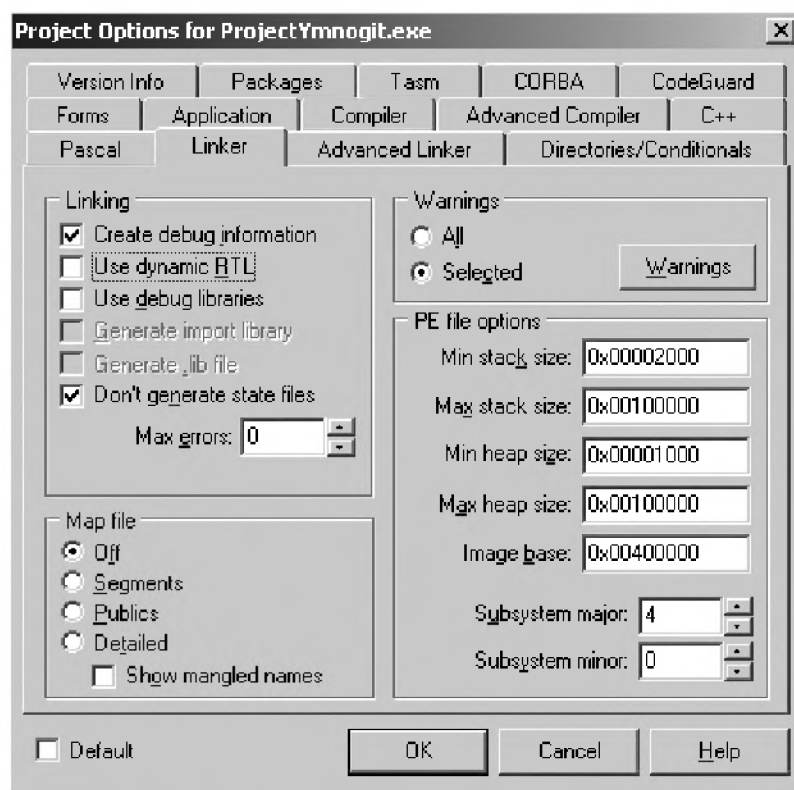 Project Options for ProjectYmnogit.exe
Version Info Packages Tasm CORBA CodeGuard
Forms Application Compiler Advanced Compiler C++
Pascal Linker Advanced Linker Directories/Conditionals
Linking
Create debug information
Use dynamic RTL
Use debug libraries
Generate import library
Generate .lib file
Don't generate state files
Max errors: 0
Map file
Off
Segments
Publics
Detailed
Show mangled names
Warnings
All
Selected
Warnings
PE file options
Min stack size: 0x00002000
Max stack size: 0x00100000
Min heap size: 0x00001000
Max heap size: 0x00100000
Image base: 0x00400000
Subsystem major: 4
Subsystem minor: 0
Default OK Cancel Help